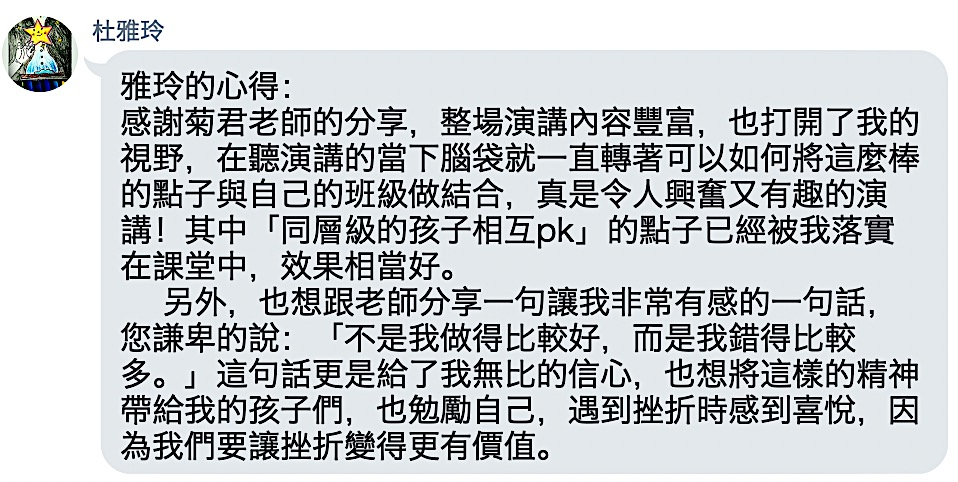 杜雅玲
雅玲的心得：
感謝菊君老師的分享，整場演講內容豐富，也打開了我的
視野，在聽演講的當下腦袋就一直轉著可以如何將這麼棒
的點子與自己的班級做結合，真是令人興奮又有趣的演
講！其中「同層級的孩子相互pk」的點子已經被我落實
在課堂中，效果相當好。
另外，也想跟老師分享一句讓我非常有感的一句話，
您謙卑的說：「不是我做得比較好，而是我錯得比較
多。」這句話更是給了我無比的信心，也想將這樣的精神
帶給我的孩子們，也勉勵自己，遇到挫折時感到喜悅，因
為我們要讓挫折變得更有價值。